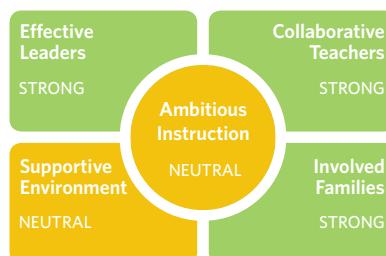 Effective
Leaders
STRONG
Collaborative
Teachers
STRONG
Ambitious
Instruction
NEUTRAL
Supportive
Environment
NEUTRAL
Involved
Families
STRONG